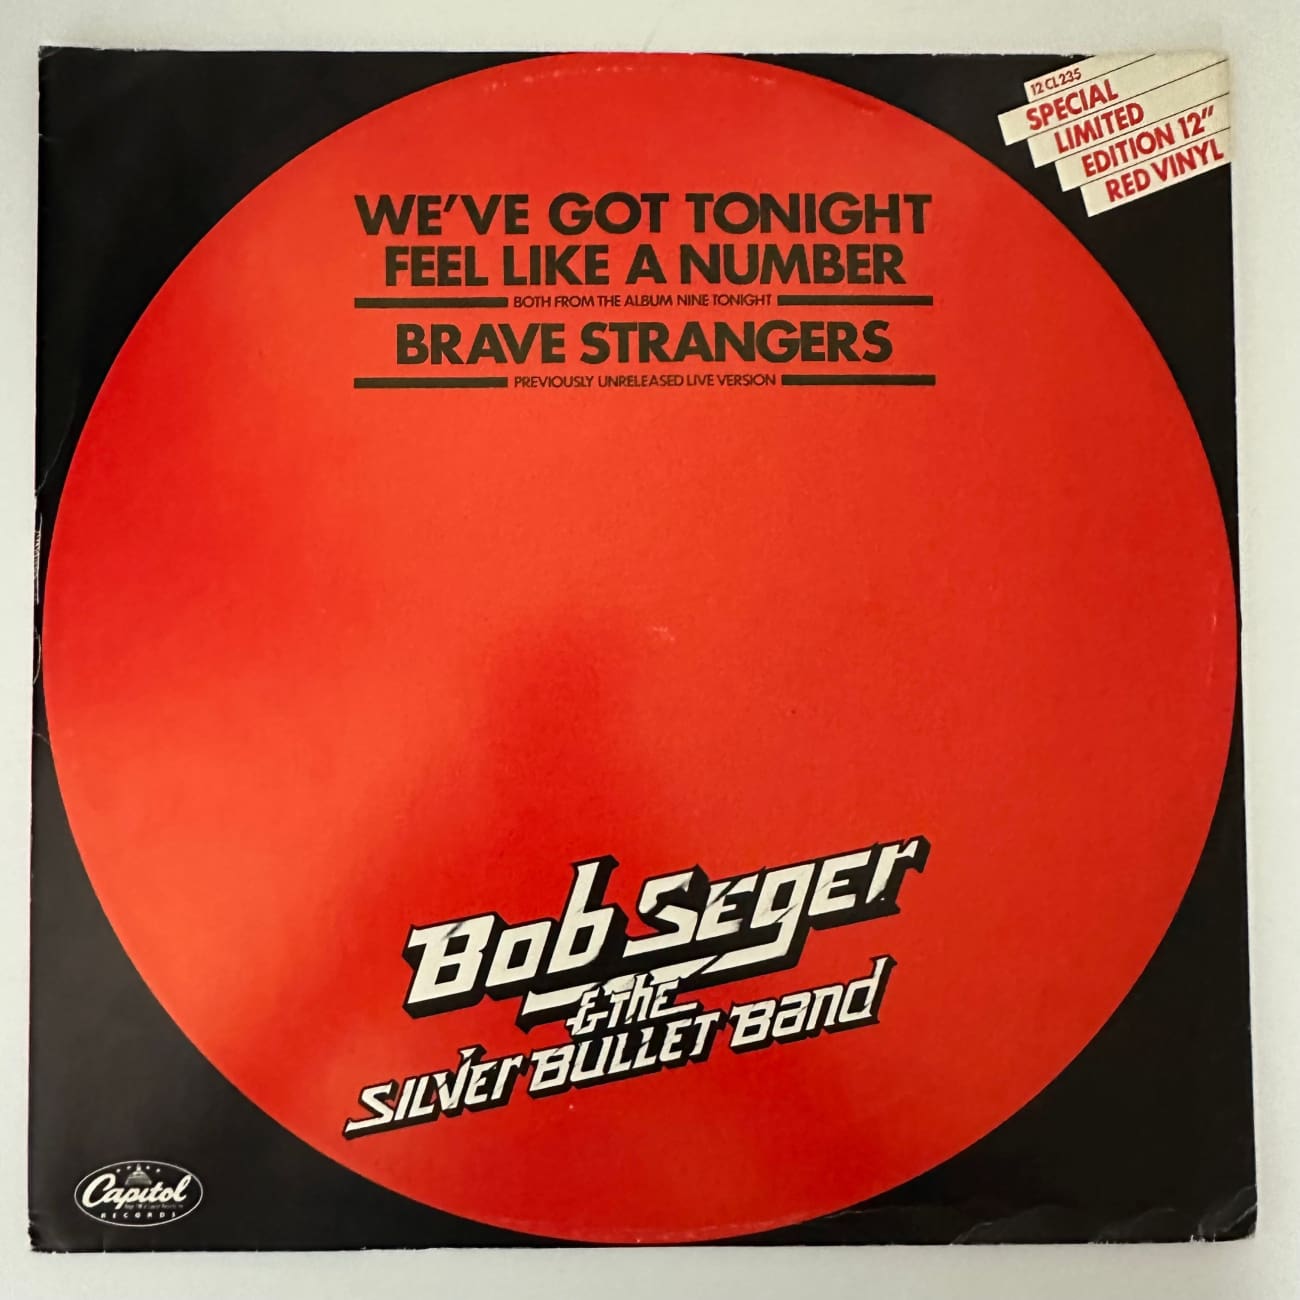 12 CL 235
SPECIAL
LIMITED
EDITION 12"
RED VINYL
WE'VE GOT TONIGHT
FEEL LIKE A NUMBER
BOTH FROM THE ALBUM NINE TONIGHT
BRAVE STRANGERS
PREVIOUSLY UNRELEASED LIVE VERSION
Bob Seger
& The
Silver Bullet Band
Capitol
RECORDS